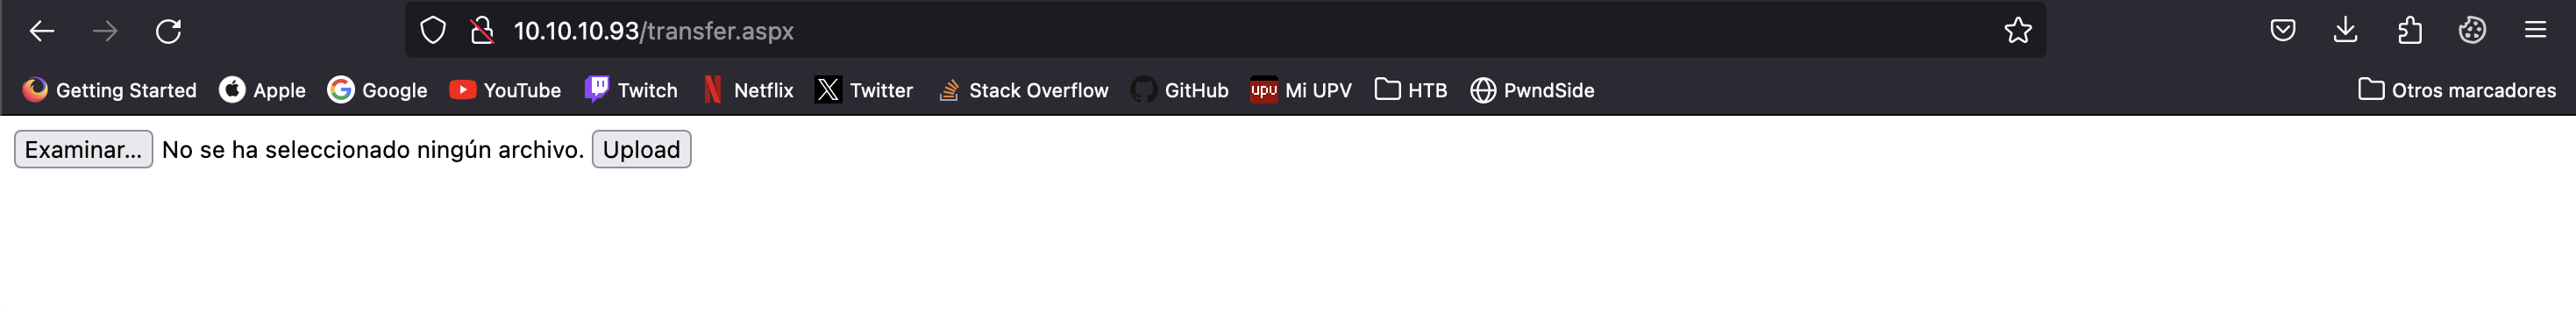 10.10.10.93/transfer.aspx
Getting Started Apple Google YouTube Twitch Netflix Twitter Stack Overflow GitHub upv Mi UPV HTB PwndSide Otros marcadores
Examinar... No se ha seleccionado ningún archivo. Upload